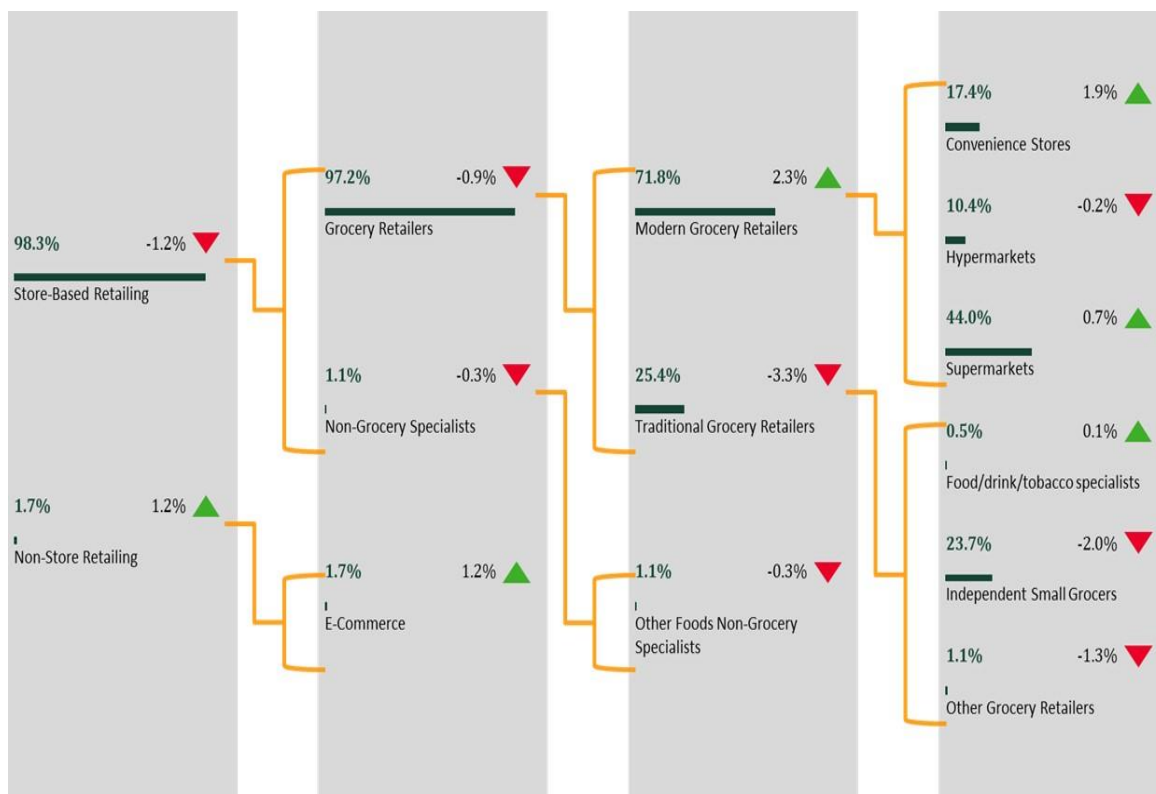 98.3% -1.2%
Store-Based Retailing
1.7% 1.2%
Non-Store Retailing
97.2% -0.9%
Grocery Retailers
1.1% -0.3%
Non-Grocery Specialists
1.7% 1.2%
E-Commerce
71.8% 2.3%
Modern Grocery Retailers
25.4% -3.3%
Traditional Grocery Retailers
1.1% -0.3%
Other Foods Non-Grocery
Specialists
17.4% 1.9%
Convenience Stores
10.4% -0.2%
Hypermarkets
44.0% 0.7%
Supermarkets
0.5% 0.1%
Food/drink/tobacco specialists
23.7% -2.0%
Independent Small Grocers
1.1% -1.3%
Other Grocery Retailers